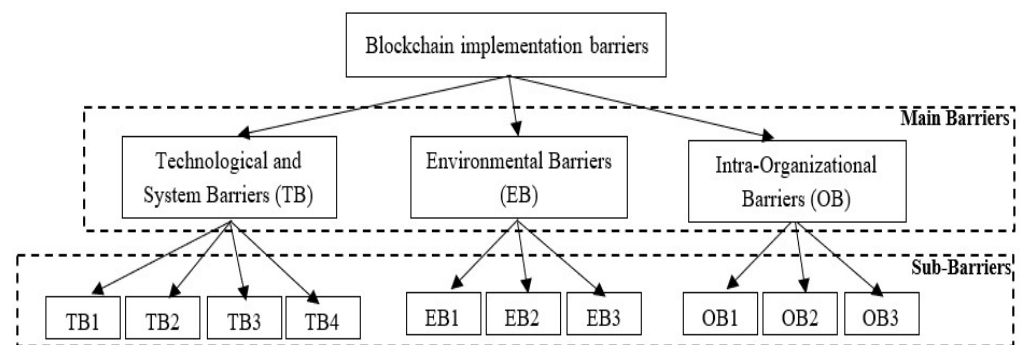 Blockchain implementation barriers
Main Barriers
Technological and
System Barriers (TB)
Environmental Barriers
(EB)
Intra-Organizational
Barriers (OB)
Sub-Barriers
TB1
TB2
TB3
TB4
EB1
EB2
EB3
OB1
OB2
OB3